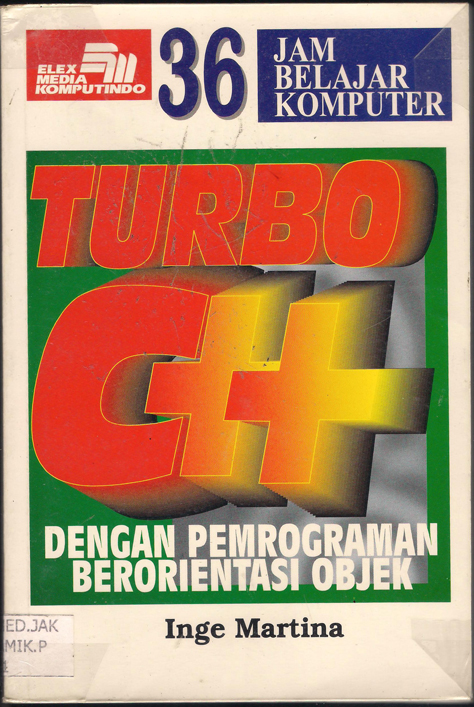 ELEX
MEDIA
KOMPUTINDO
36
JAM
BELAJAR
KOMPUTER
TURBO
C++
DENGAN PEMROGRAMAN
BERORIENTASI OBJEK
Inge Martina
ED.JAK
MIK.P